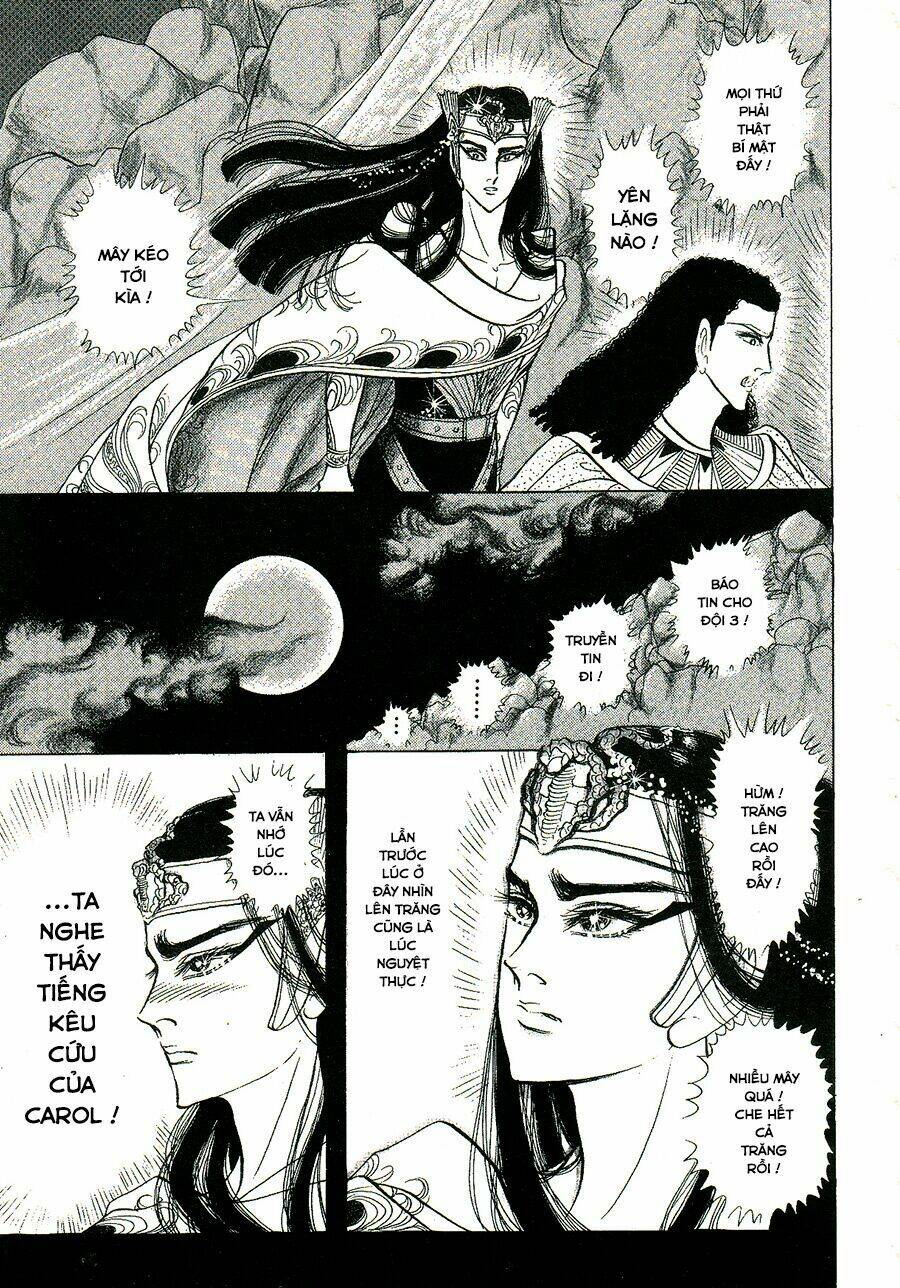 MỌI THỨ
PHẢI
THẬT
BÍ MẬT
ĐẤY !
YÊN
LẶNG
NÀO !
MÂY KÉO
TỚI
KÌA !
BÁO
TIN CHO
ĐỘI 3 !
TRUYỀN
TIN
ĐI !
......
...
HỪM !
TRĂNG
LÊN
CAO
RỒI
ĐẤY !
LẦN
TRƯỚC
LÚC Ở
ĐÂY NHÌN
LÊN TRĂNG
CŨNG LÀ
LÚC
NGUYỆT
THỰC !
NHIỀU MÂY
QUÁ !
CHE HẾT
CẢ
TRĂNG
RỒI !
TA VẪN
NHỚ
LÚC
ĐÓ...
...TA
NGHE
THẤY
TIẾNG
KÊU
CỨU
CỦA
CAROL !